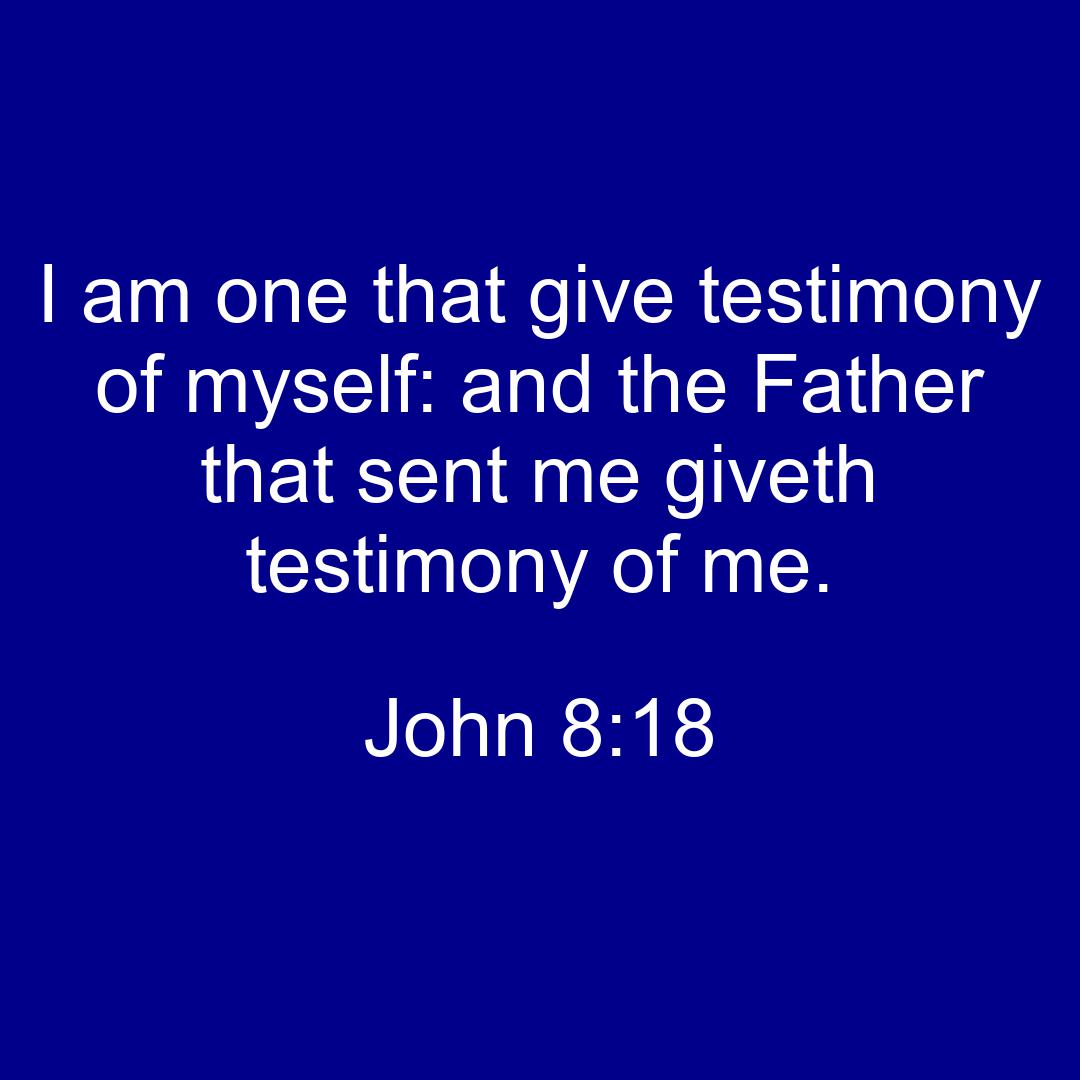 I am one that give testimony
of myself: and the Father
that sent me giveth
testimony of me.
John 8:18